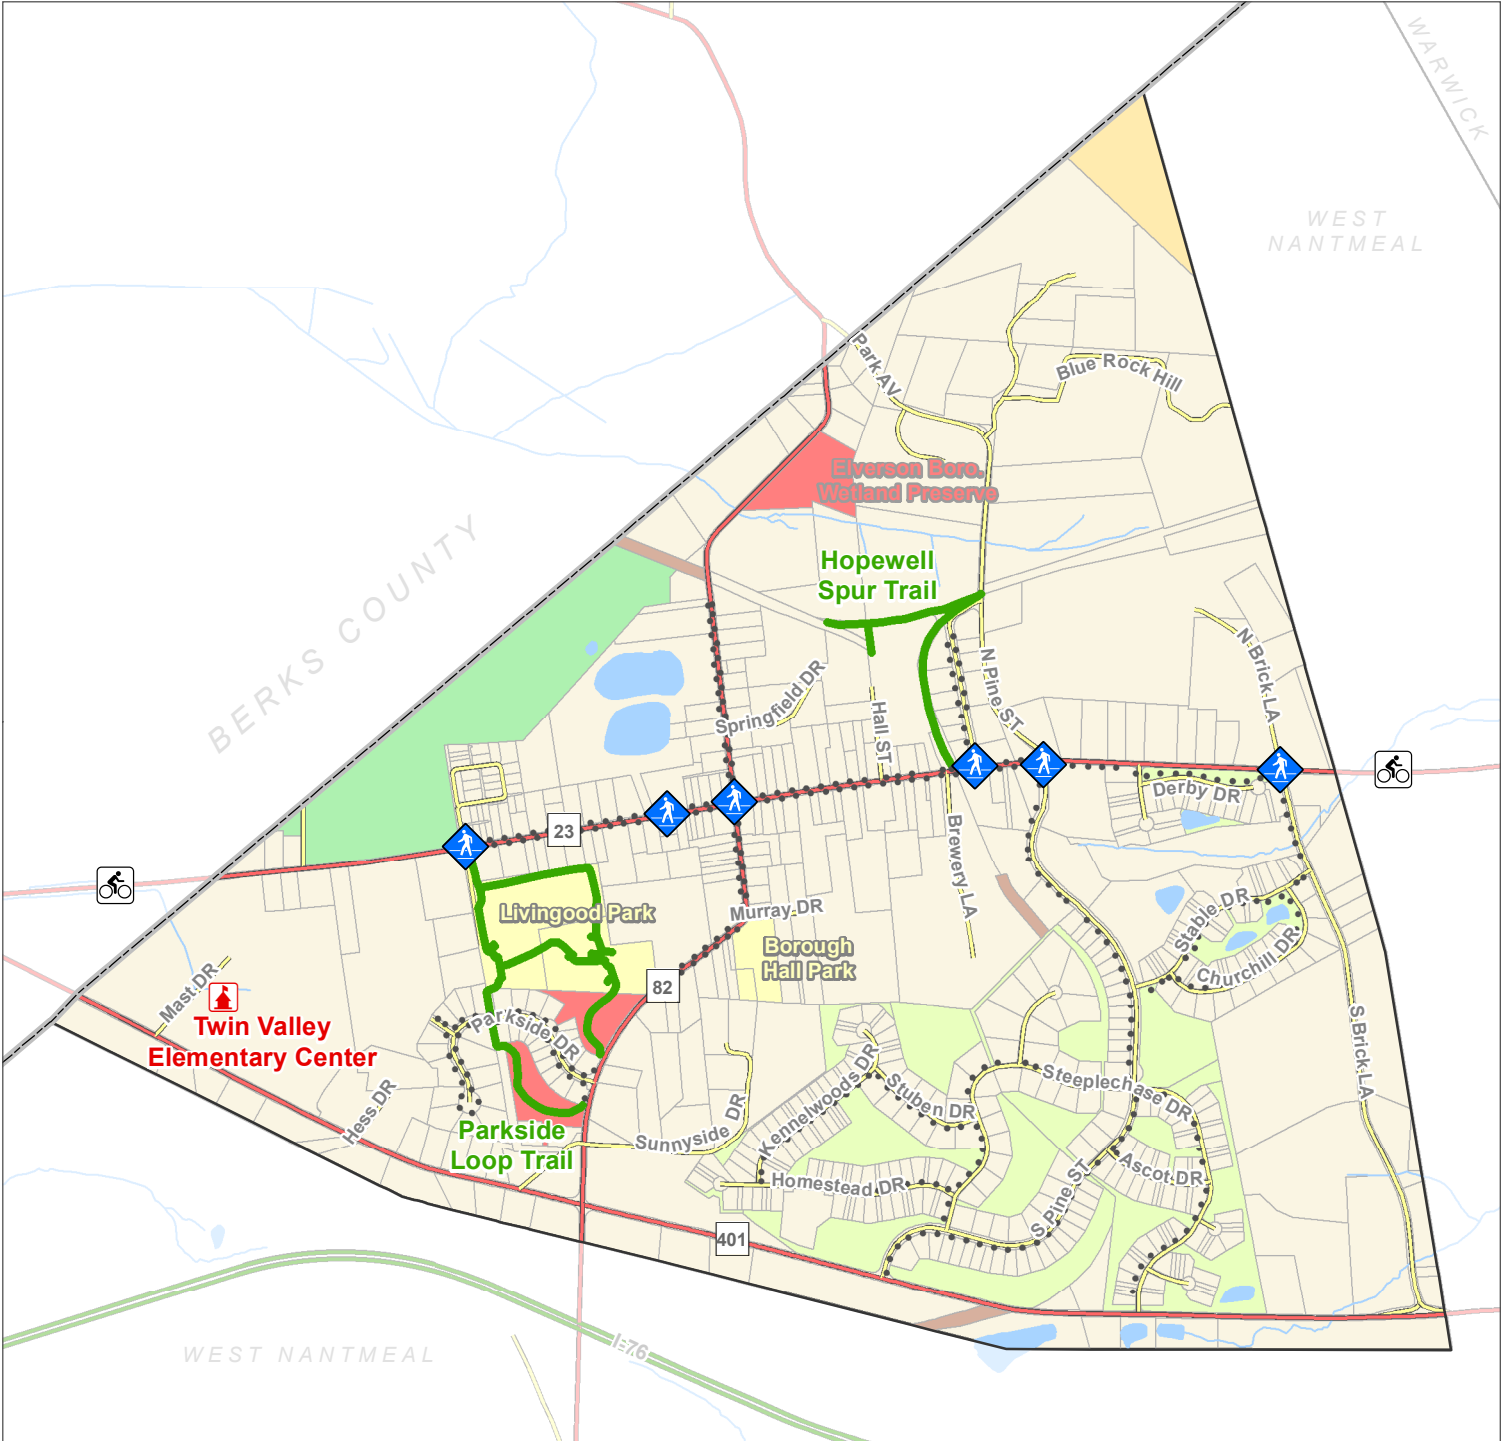 WARWICK
WEST
NANTMEAL
Park AV
Blue Rock Hill
Elverson Boro.
Wetland Preserve
BERKS COUNTY
Hopewell
Spur Trail
N Brick LA
N Pine ST
Springfield DR
Hall ST
Derby DR
23
Brewery LA
Livingood Park
Murray DR
Stable DR
Borough
Hall Park
Churchill DR
82
Mast DR
Twin Valley
Elementary Center
Parkside DR
S Brick LA
Steeplechase DR
Kennelwoods DR
Stuben DR
Hess DR
Sunnyside DR
Parkside
Loop Trail
Ascot DR
Homestead DR
S Pine ST
401
I-76
WEST NANTMEAL